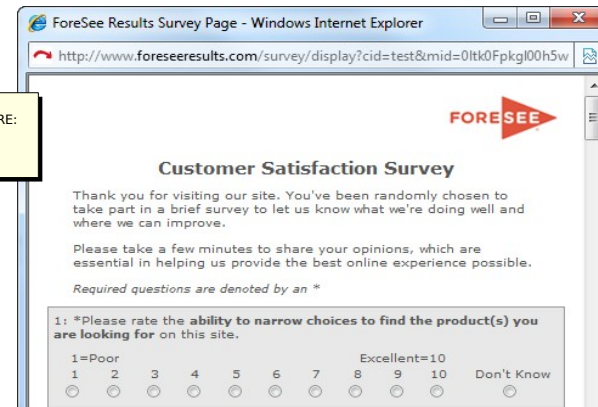 ForeSee Results Survey Page - Windows Internet Explorer
http://www.foreseeresults.com/survey/display?cid=test&mid=0ltk0Fpkgl00h5w
RE:
FORESEE
Customer Satisfaction Survey
Thank you for visiting our site. You've been randomly chosen to
take part in a brief survey to let us know what we're doing well and
where we can improve.
Please take a few minutes to share your opinions, which are
essential in helping us provide the best online experience possible.
Required questions are denoted by an *
1: *Please rate the ability to narrow choices to find the product(s) you
are looking for on this site.
1=Poor Excellent=10
1 2 3 4 5 6 7 8 9 10 Don't Know